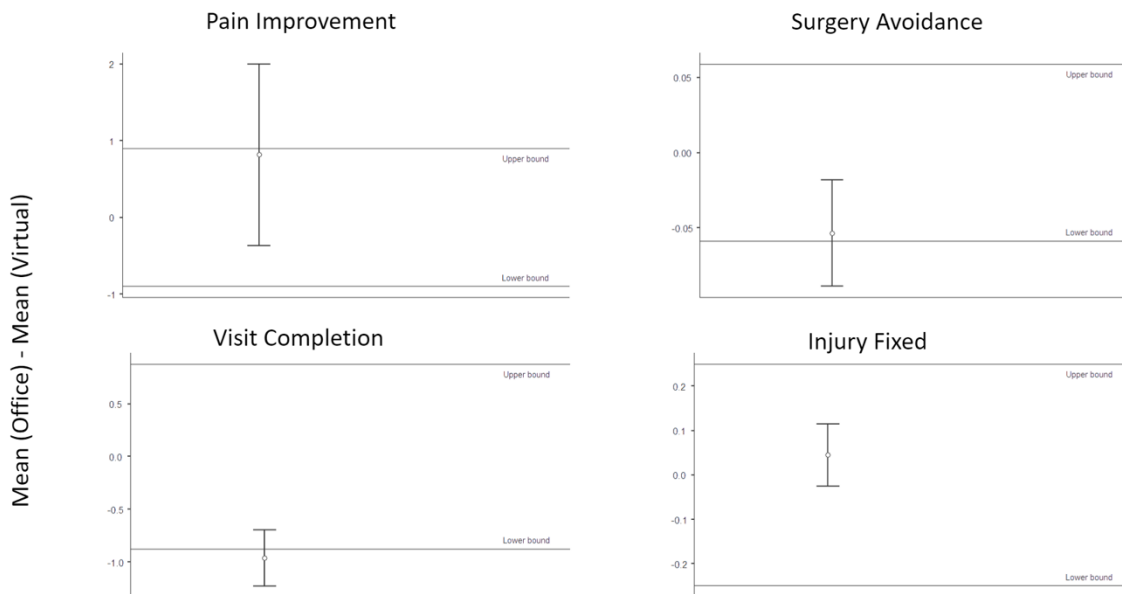 Pain Improvement
2
1
0
-1
Upper bound
Lower bound
Surgery Avoidance
0.05
0.00
-0.05
Upper bound
Lower bound
Mean (Office) - Mean (Virtual)
Visit Completion
0.5
0.0
-0.5
-1.0
Upper bound
Lower bound
Injury Fixed
0.2
0.1
0.0
-0.1
-0.2
Upper bound
Lower bound